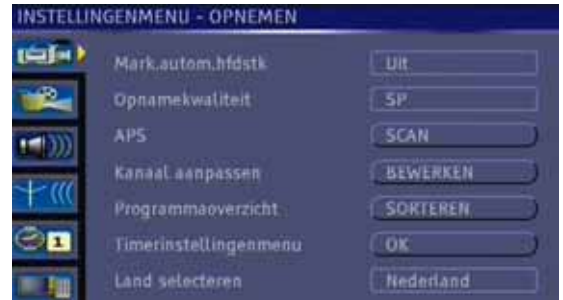 INSTELLINGENMENU - OPNEMEN
Mark.autom.hfdstk Uit
Opnamekwaliteit SP
APS SCAN
Kanaal aanpassen BEWERKEN
Programmaoverzicht SORTEREN
Timerinstellingenmenu OK
1
Land selecteren Nederland